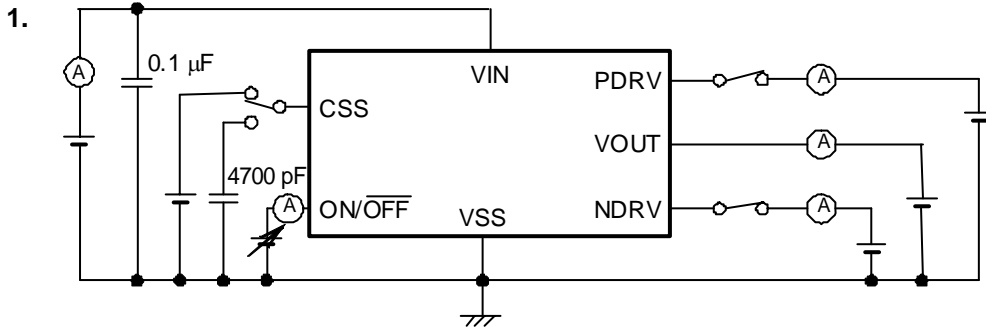 1.
A
0.1 μF
VIN
PDRV
A
CSS
VOUT
A
4700 pF
A
ON/OFF
VSS
NDRV
A